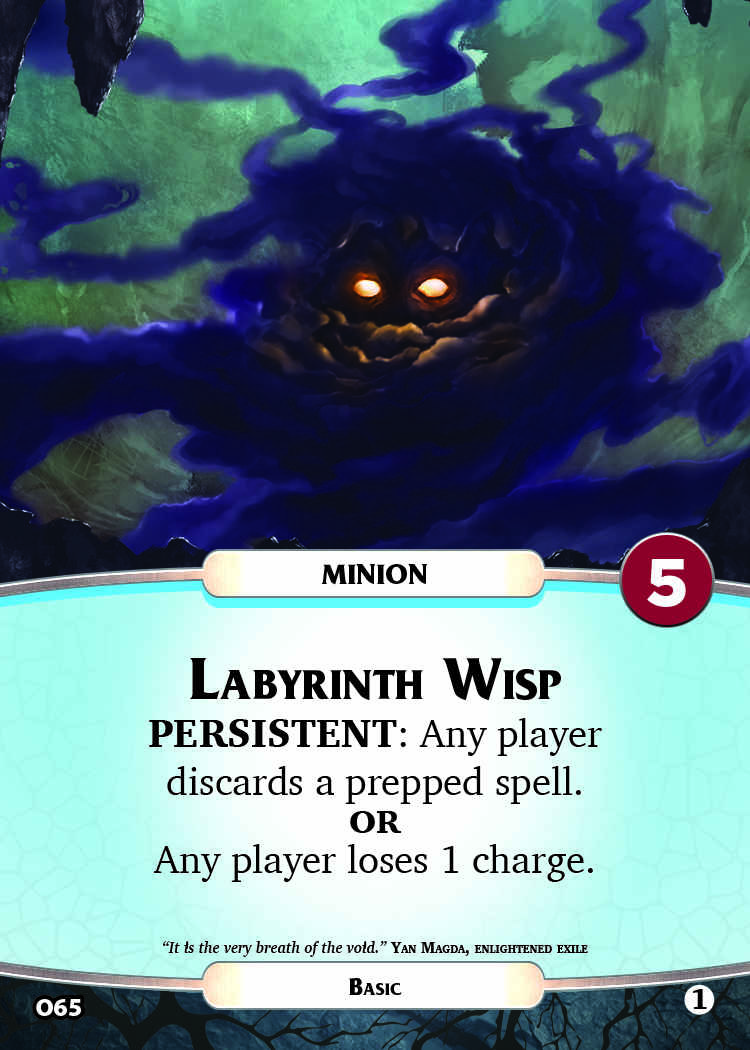 MINION
5
Labyrinth Wisp
PERSISTENT: Any player
discards a prepped spell.
OR
Any player loses 1 charge.
“It is the very breath of the void.” Yan Magda, enlightened exile
Basic
065
1